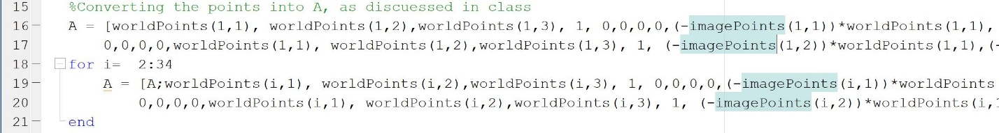 15 %Converting the points into A, as discuessed in class
16 A = [worldPoints(1,1), worldPoints(1,2),worldPoints(1,3), 1, 0,0,0,0,(-imagePoints(1,1))*worldPoints(1,1),
17 0,0,0,0,worldPoints(1,1), worldPoints(1,2),worldPoints(1,3), 1, (-imagePoints(1,2))*worldPoints(1,1),(-
18 for i= 2:34
19 A = [A;worldPoints(i,1), worldPoints(i,2),worldPoints(i,3), 1, 0,0,0,0,(-imagePoints(i,1))*worldPoints
20 0,0,0,0,worldPoints(i,1), worldPoints(i,2),worldPoints(i,3), 1, (-imagePoints(i,2))*worldPoints(i,1
21 end